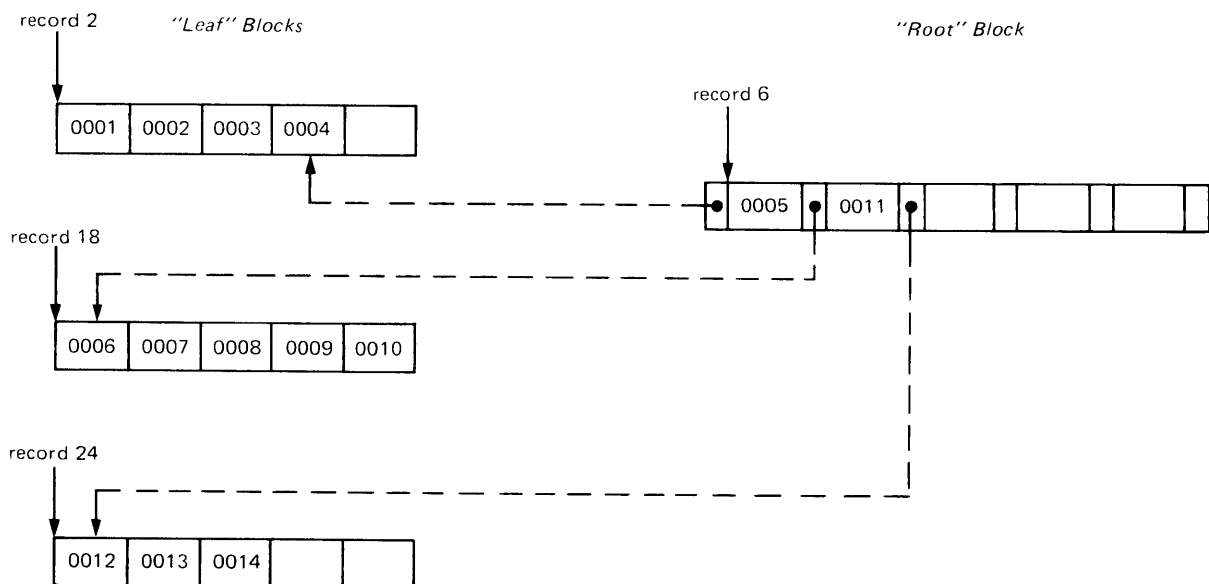 record 2
"Leaf" Blocks
"Root" Block
record 6
0001 0002 0003 0004
0005 0011
record 18
0006 0007 0008 0009 0010
record 24
0012 0013 0014